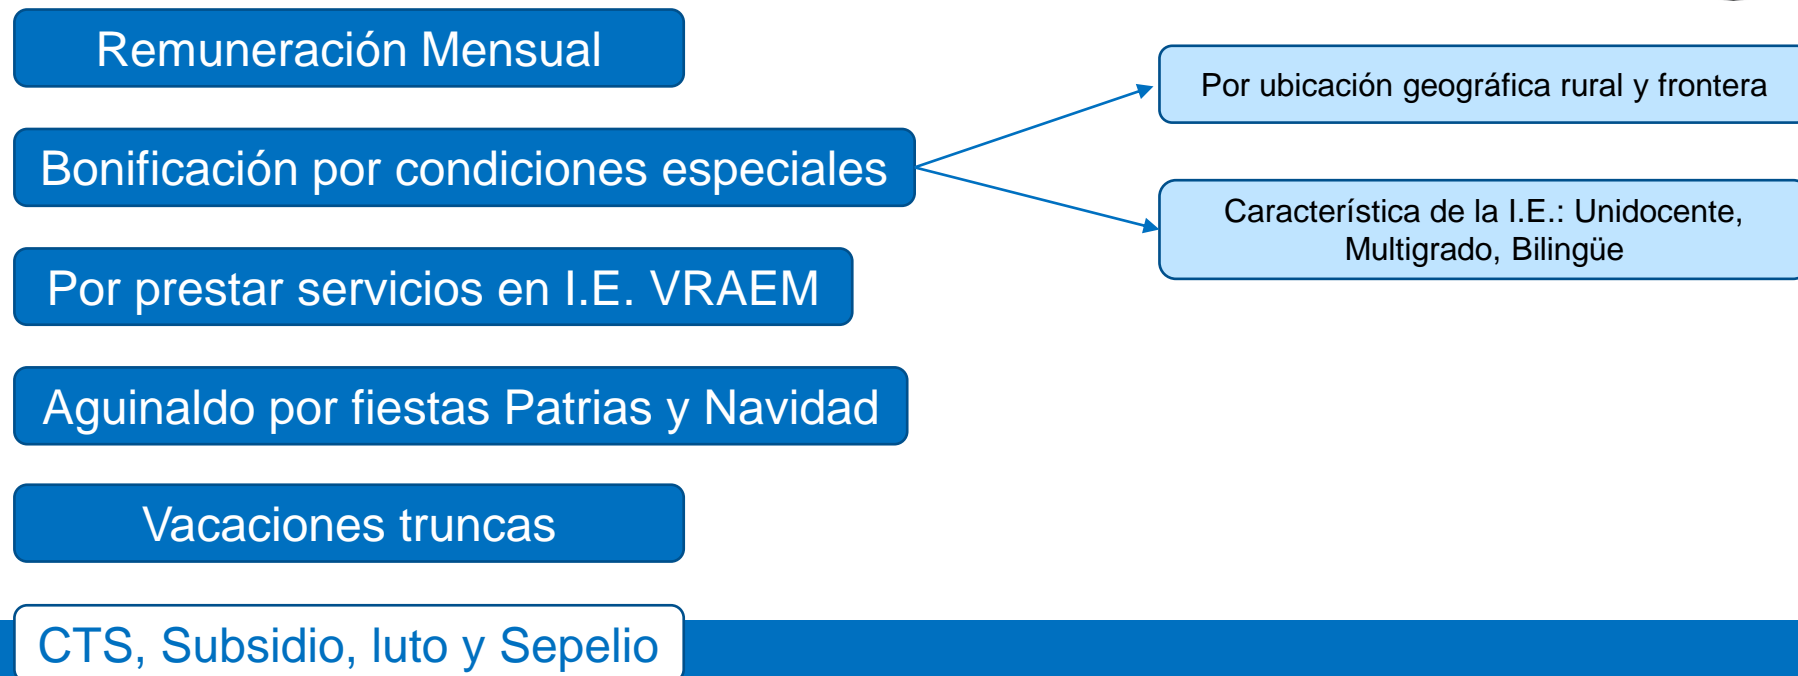 Remuneración Mensual
Bonificación por condiciones especiales
Por ubicación geográfica rural y frontera
Característica de la I.E.: Unidocente,
Multigrado, Bilingüe
Por prestar servicios en I.E. VRAEM
Aguinaldo por fiestas Patrias y Navidad
Vacaciones truncas
CTS, Subsidio, luto y Sepelio